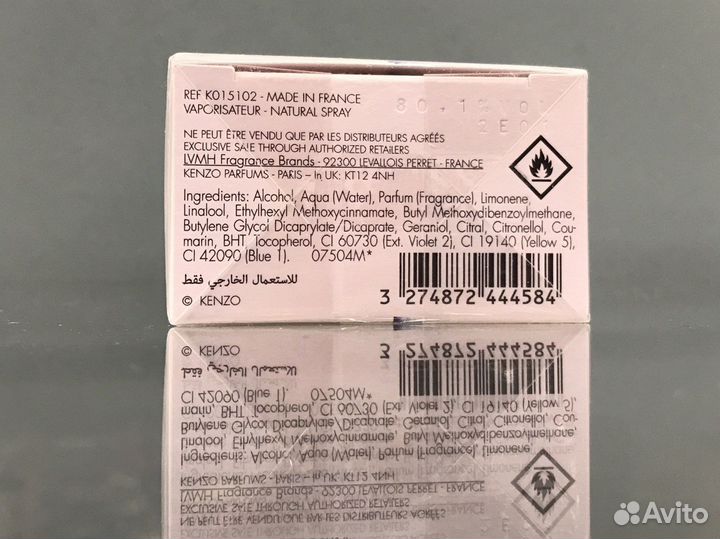 REF K015102 - MADE IN FRANCE
VAPORISATEUR - NATURAL SPRAY
NE PEUT ÊTRE VENDU QUE PAR LES DISTRIBUTEURS AGRÉÉS
EXCLUSIVE SALE THROUGH AUTHORIZED RETAILERS
LVMH Fragrance Brands - 92300 LEVALLOIS PERRET - FRANCE
KENZO PARFUMS - PARIS – In UK: KT12 4NH
Ingredients: Alcohol, Aqua (Water), Parfum (Fragrance), Limonene,
Linalool, Ethylhexyl Methoxycinnamate, Butyl Methoxydibenzoylmethane,
Butylene Glycol Dicaprylate/Dicaprate, Geraniol, Citral, Citronellol, Cou-
marin, BHT, Tocopherol, CI 60730 (Ext. Violet 2), CI 19140 (Yellow 5),
CI 42090 (Blue 1). 07504M*
للاستعمال الخارجي فقط
© KENZO
3 274872 444584
Avito